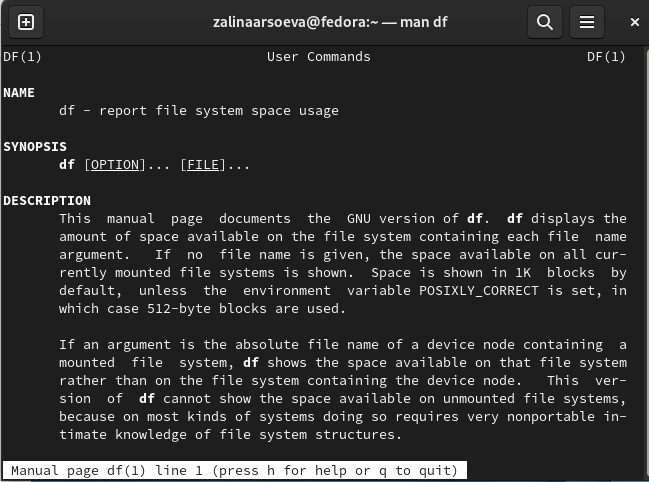 zalinaarsoeva@fedora:~ — man df
DF(1) User Commands DF(1)
NAME
df - report file system space usage
SYNOPSIS
df [OPTION]... [FILE]...
DESCRIPTION
This manual page documents the GNU version of df. df displays the
amount of space available on the file system containing each file name
argument. If no file name is given, the space available on all cur-
rently mounted file systems is shown. Space is shown in 1K blocks by
default, unless the environment variable POSIXLY_CORRECT is set, in
which case 512-byte blocks are used.
If an argument is the absolute file name of a device node containing a
mounted file system, df shows the space available on that file system
rather than on the file system containing the device node. This ver-
sion of df cannot show the space available on unmounted file systems,
because on most kinds of systems doing so requires very nonportable in-
timate knowledge of file system structures.
Manual page df(1) line 1 (press h for help or q to quit)